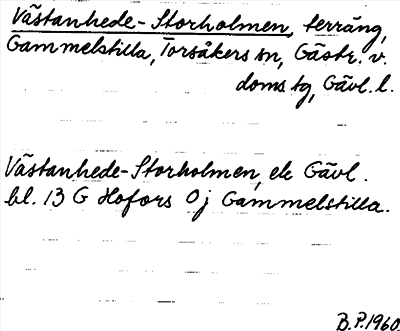 Västanhede-Storholmen, terräng,
Gammelstilla, Torsåkers sn, Gästr. v.
doms.tg, Gävl. l.
Västanhede-Storholmen, ek Gävl.
bl. 13 G Hofors 0j Gammelstilla.
B.P. 1960.